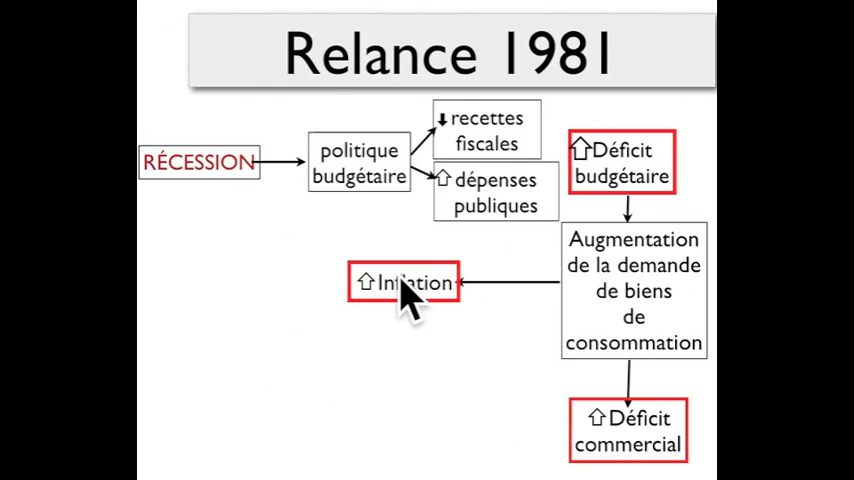 Relance 1981
RÉCESSION
politique
budgétaire
recettes
fiscales
dépenses
publiques
Déficit
budgétaire
Augmentation
de la demande
de biens
de
consommation
Inflation
Déficit
commercial